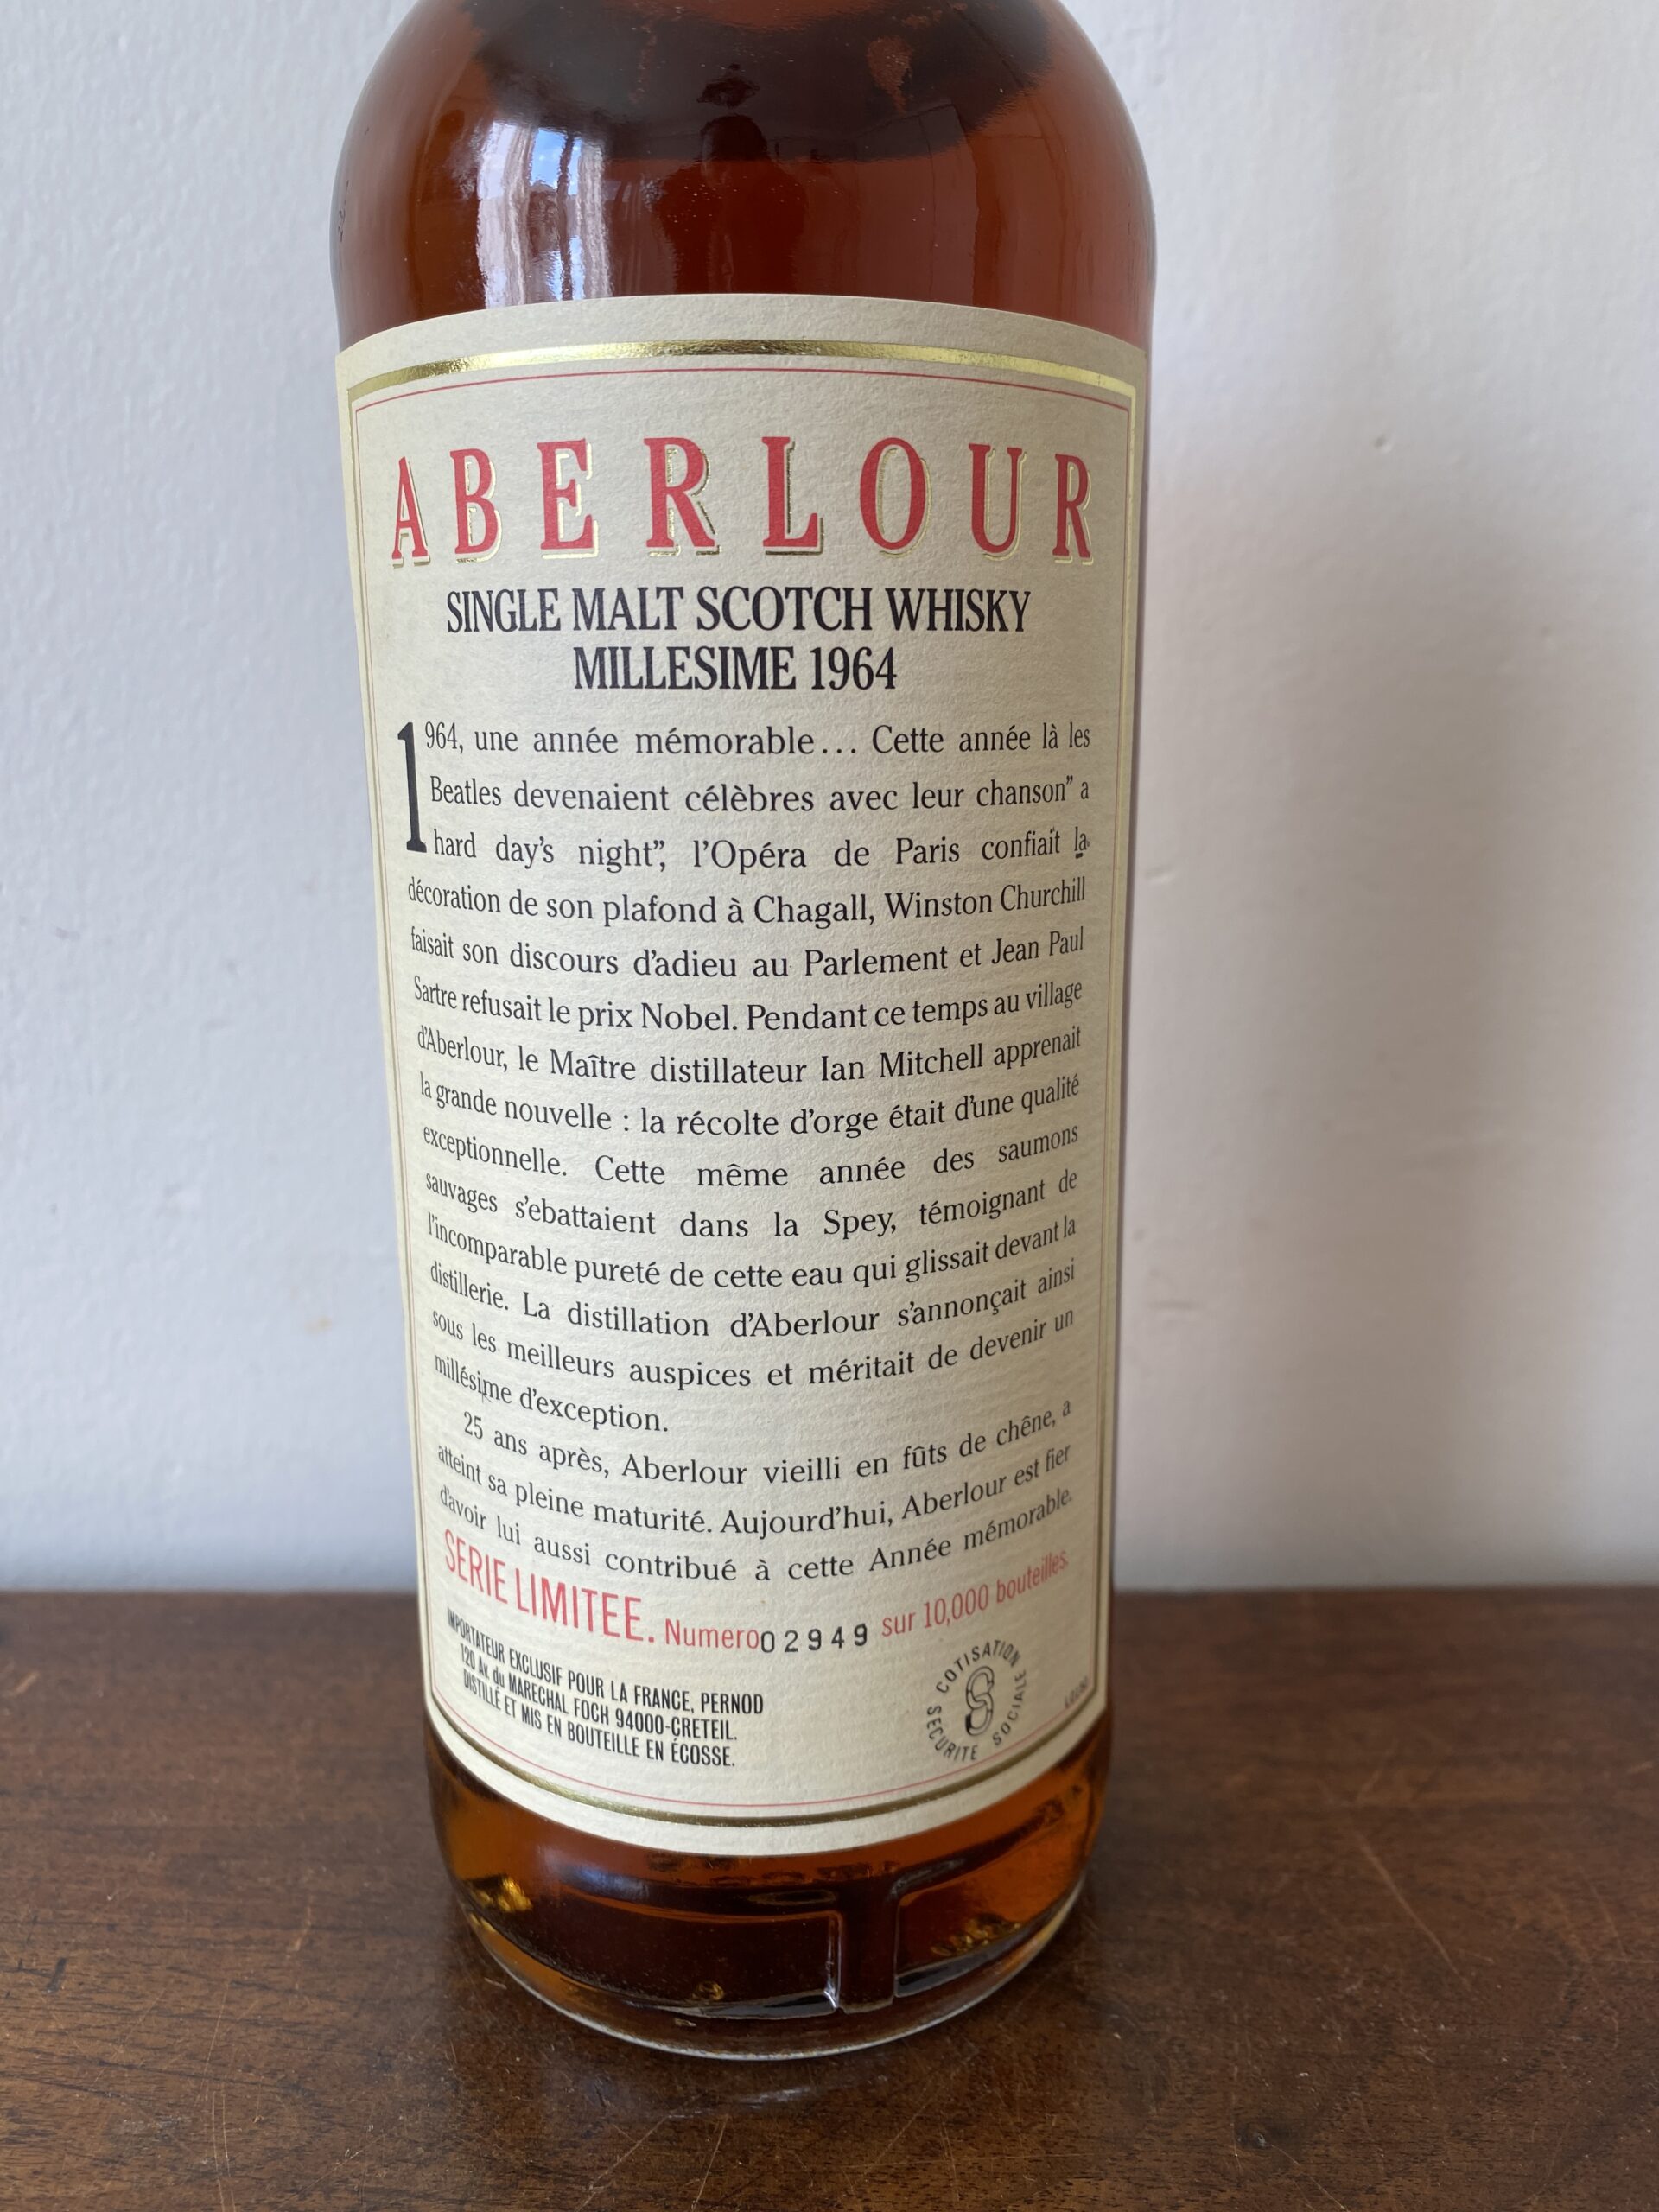 ABERLOUR
SINGLE MALT SCOTCH WHISKY
MILLESIME 1964
1964, une année mémorable... Cette année là les
Beatles devenaient célèbres avec leur chanson" a
hard day's night", l'Opéra de Paris confiait la
décoration de son plafond à Chagall, Winston Churchill
faisait son discours d'adieu au Parlement et Jean Paul
Sartre refusait le prix Nobel. Pendant ce temps au village
d'Aberlour, le Maître distillateur Ian Mitchell apprenait
la grande nouvelle : la récolte d'orge était d'une qualité
exceptionnelle. Cette même année des saumons
sauvages s'ebattaient dans la Spey, témoignant de
l'incomparable pureté de cette eau qui glissait devant la
distillerie. La distillation d'Aberlour s'annonçait ainsi
sous les meilleurs auspices et méritait de devenir un
millésime d'exception.
25 ans après, Aberlour vieilli en fûts de chêne, a
atteint sa pleine maturité. Aujourd'hui, Aberlour est fier
d'avoir lui aussi contribué à cette Année mémorable.
SERIE LIMITEE. Numero 02949 sur 10,000 bouteilles.
IMPORTATEUR EXCLUSIF POUR LA FRANCE, PERNOD
120 Av. du MARECHAL FOCH 94000-CRETEIL.
DISTILLÉ ET MIS EN BOUTEILLE EN ÉCOSSE.
COTISATION SECURITE SOCIALE